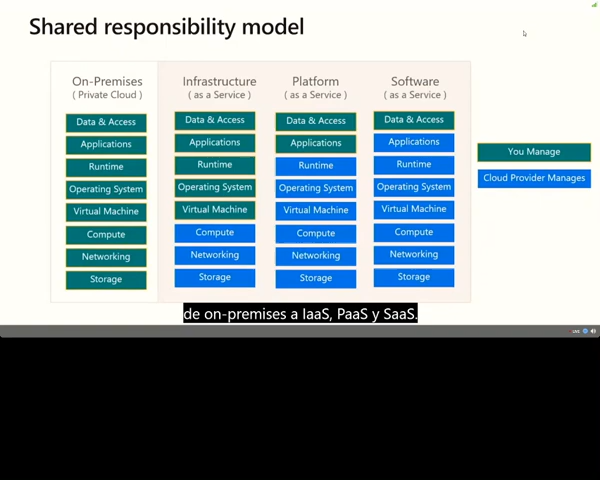 Shared responsibility model
On-Premises
( Private Cloud )
Data & Access
Applications
Runtime
Operating System
Virtual Machine
Compute
Networking
Storage
Infrastructure
( as a Service )
Data & Access
Applications
Runtime
Operating System
Virtual Machine
Compute
Networking
Storage
Platform
( as a Service )
Data & Access
Applications
Runtime
Operating System
Virtual Machine
Compute
Networking
Storage
Software
( as a Service )
Data & Access
Applications
Runtime
Operating System
Virtual Machine
Compute
Networking
Storage
You Manage
Cloud Provider Manages
de on-premises a IaaS, PaaS y SaaS.
LIVE